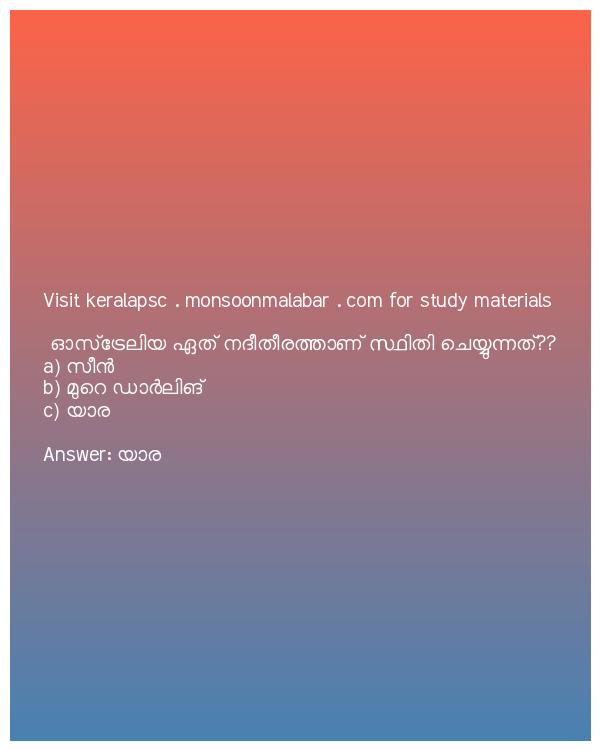 Visit keralapsc . monsoonmalabar . com for study materials
ഓസ്ട്രേലിയ ഏത് നദീതീരത്താണ് സ്ഥിതി ചെയ്യുന്നത്??
a) സീൻ
b) മുറെ ഡാർലിങ്
c) യാര
Answer: യാര